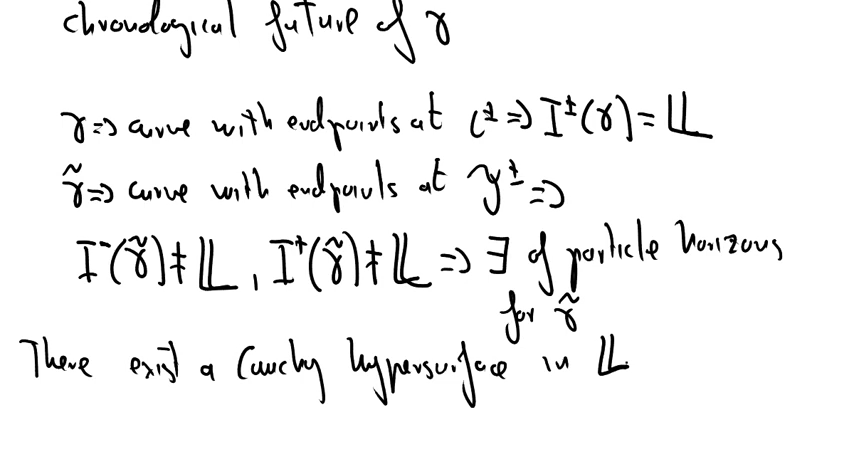 chronological future of γ
γ ⇒ curve with endpoints at i^± ⇒ I^±(γ) = 𝕃
γ̃ ⇒ curve with endpoints at 𝒥^± ⇒
I^-(γ̃) ≠ 𝕃, I^+(γ̃) ≠ 𝕃 ⇒ ∃ of particle horizons
for γ̃
There exist a Cauchy hypersurface in 𝕃.